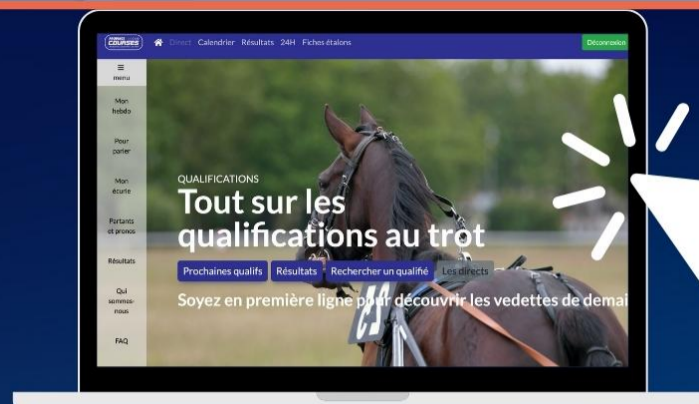 COURSES
Direct Calendrier Résultats 24H Fiches étalons
Déconnexion
menu
Mon
hebdo
Pour
parier
Mon
écurie
Partants
et pronos
Résultats
Qui
sommes-
nous
FAQ
QUALIFICATIONS
Tout sur les
qualifications au trot
Prochaines qualifs Résultats Rechercher un qualifié Les directs
Soyez en première ligne pour découvrir les vedettes de demai